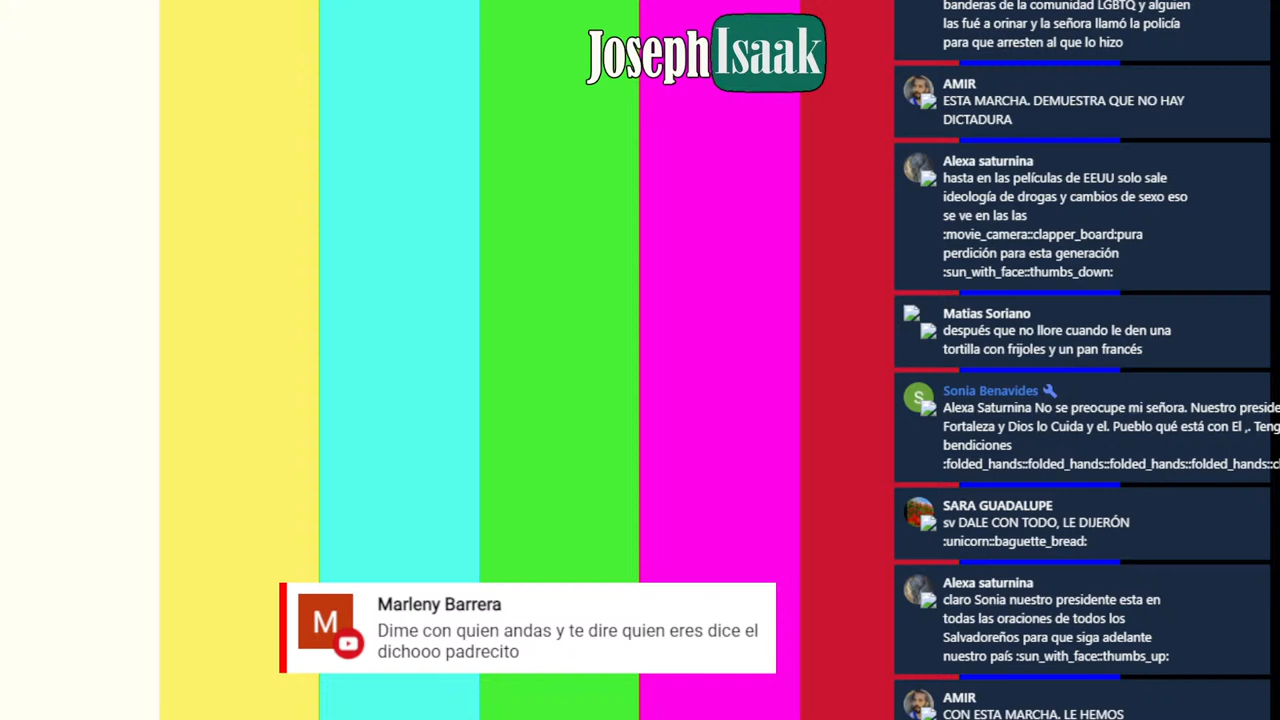 JosephIsaak
banderas de la comunidad LGBTQ y alguien
las fué a orinar y la señora llamó la policía
para que arresten al que lo hizo
AMIR
ESTA MARCHA. DEMUESTRA QUE NO HAY
DICTADURA
Alexa saturnina
hasta en las películas de EEUU solo sale
ideología de drogas y cambios de sexo eso
se ve en las las
:movie_camera::clapper_board:pura
perdición para esta generación
:sun_with_face::thumbs_down:
Matias Soriano
después que no llore cuando le den una
tortilla con frijoles y un pan francés
S
Sonia Benavides
Alexa Saturnina No se preocupe mi señora. Nuestro preside
Fortaleza y Dios lo Cuida y el. Pueblo qué está con El ,. Teng
bendiciones
:folded_hands::folded_hands::folded_hands::folded_hands::c
SARA GUADALUPE
sv DALE CON TODO, LE DIJERÓN
:unicorn::baguette_bread:
Alexa saturnina
claro Sonia nuestro presidente esta en
todas las oraciones de todos los
Salvadoreños para que siga adelante
nuestro país :sun_with_face::thumbs_up:
AMIR
CON ESTA MARCHA. LE HEMOS
M
Marleny Barrera
Dime con quien andas y te dire quien eres dice el
dichooo padrecito